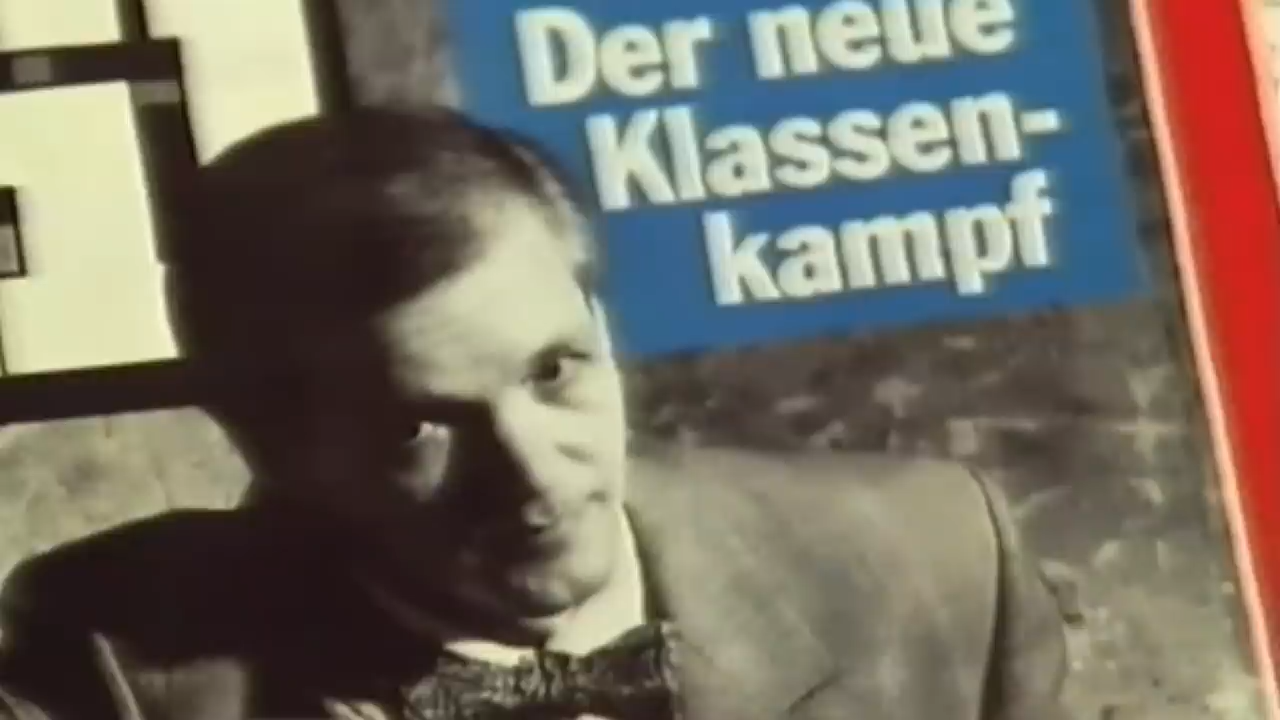 Der neue
Klassen-
kampf